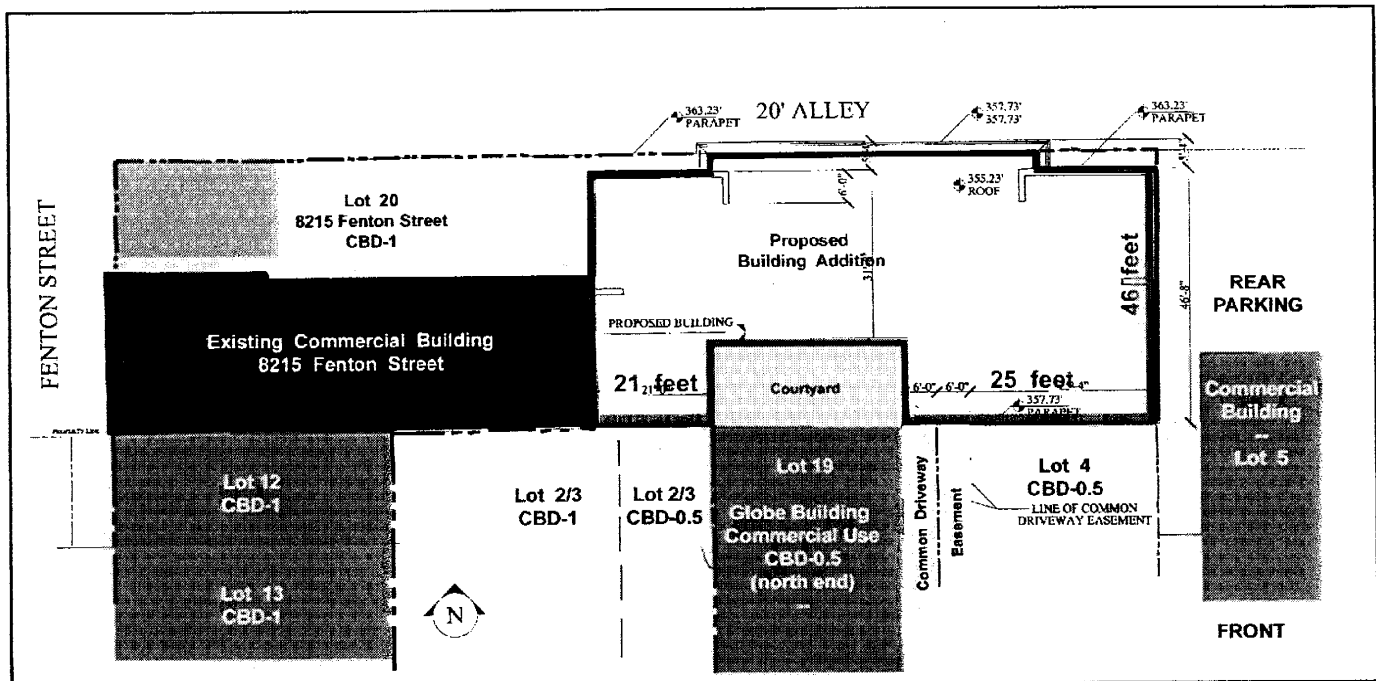 363.23'
PARAPET
20' ALLEY
357.73'
357.73'
363.23'
PARAPET
FENTON STREET
Lot 20
8215 Fenton Street
CBD-1
6'-0"
355.23'
ROOF
Proposed
Building Addition
46 feet
46'-8"
REAR
PARKING
Existing Commercial Building
8215 Fenton Street
PROPOSED BUILDING
21 feet
Courtyard
6'-0"
6'-0"
25 feet
357.73'
PARAPET
Commercial
Building
--
Lot 5
PROPERTY LINE
Lot 12
CBD-1
Lot 2/3
CBD-1
Lot 2/3
CBD-0.5
Lot 19
Globe Building
Commercial Use
CBD-0.5
(north end)
--
Common Driveway
Easement
Lot 4
CBD-0.5
LINE OF COMMON
DRIVEWAY EASEMENT
Lot 13
CBD-1
N
FRONT